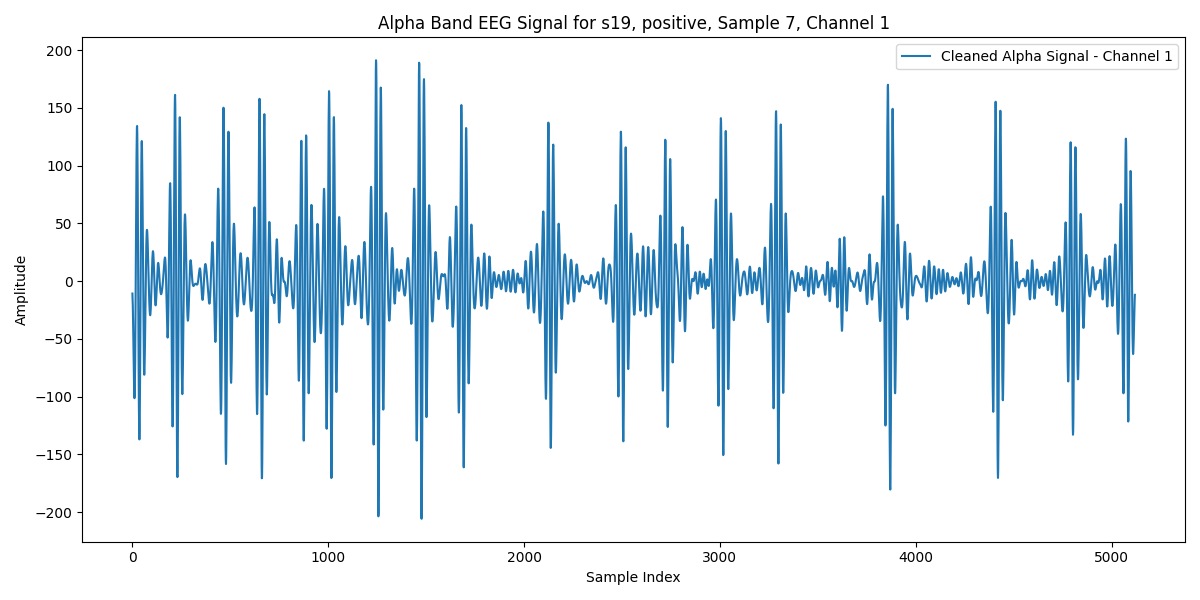 Alpha Band EEG Signal for s19, positive, Sample 7, Channel 1
Cleaned Alpha Signal - Channel 1
200
150
100
50
0
−50
−100
−150
−200
Amplitude
0 1000 2000 3000 4000 5000
Sample Index